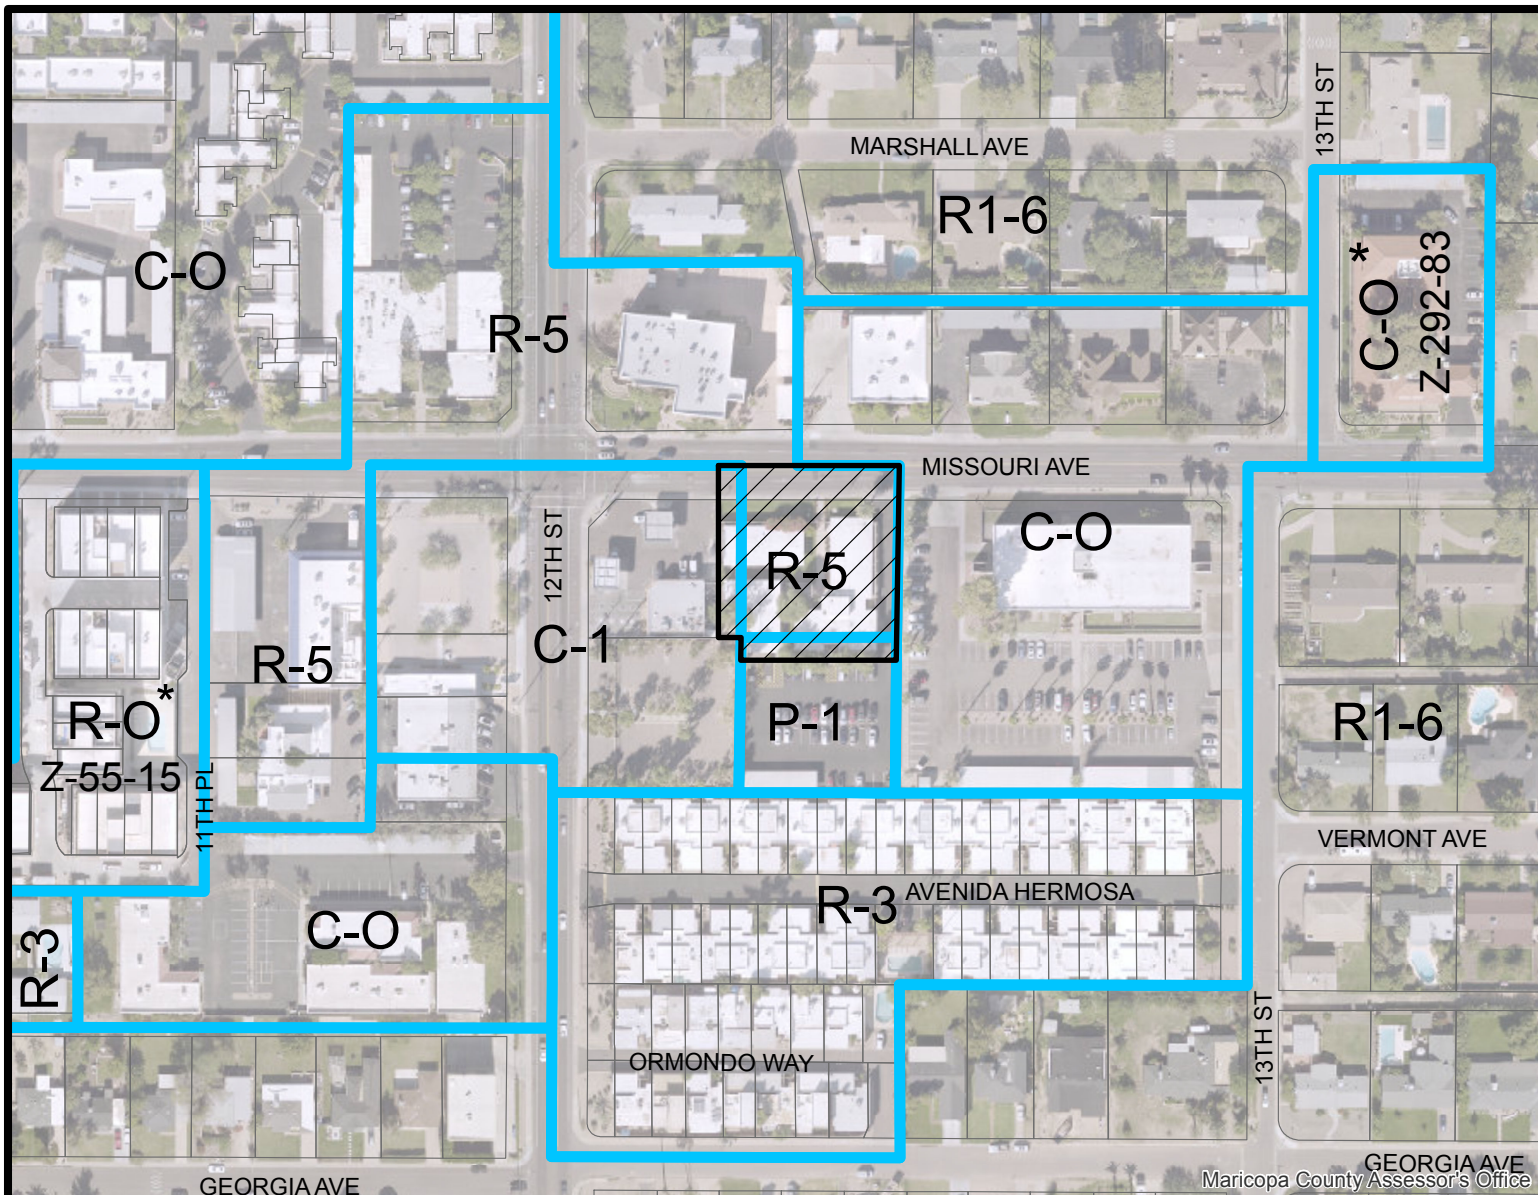 13TH ST
MARSHALL AVE
R1-6
C-O
C-O*
Z-292-83
R-5
MISSOURI AVE
C-O
12TH ST
R-5
C-1
R-5
R-O*
Z-55-15
P-1
R1-6
11TH PL
VERMONT AVE
R-3
AVENIDA HERMOSA
C-O
R-3
13TH ST
ORMONDO WAY
GEORGIA AVE
GEORGIA AVE
Maricopa County Assessor's Office